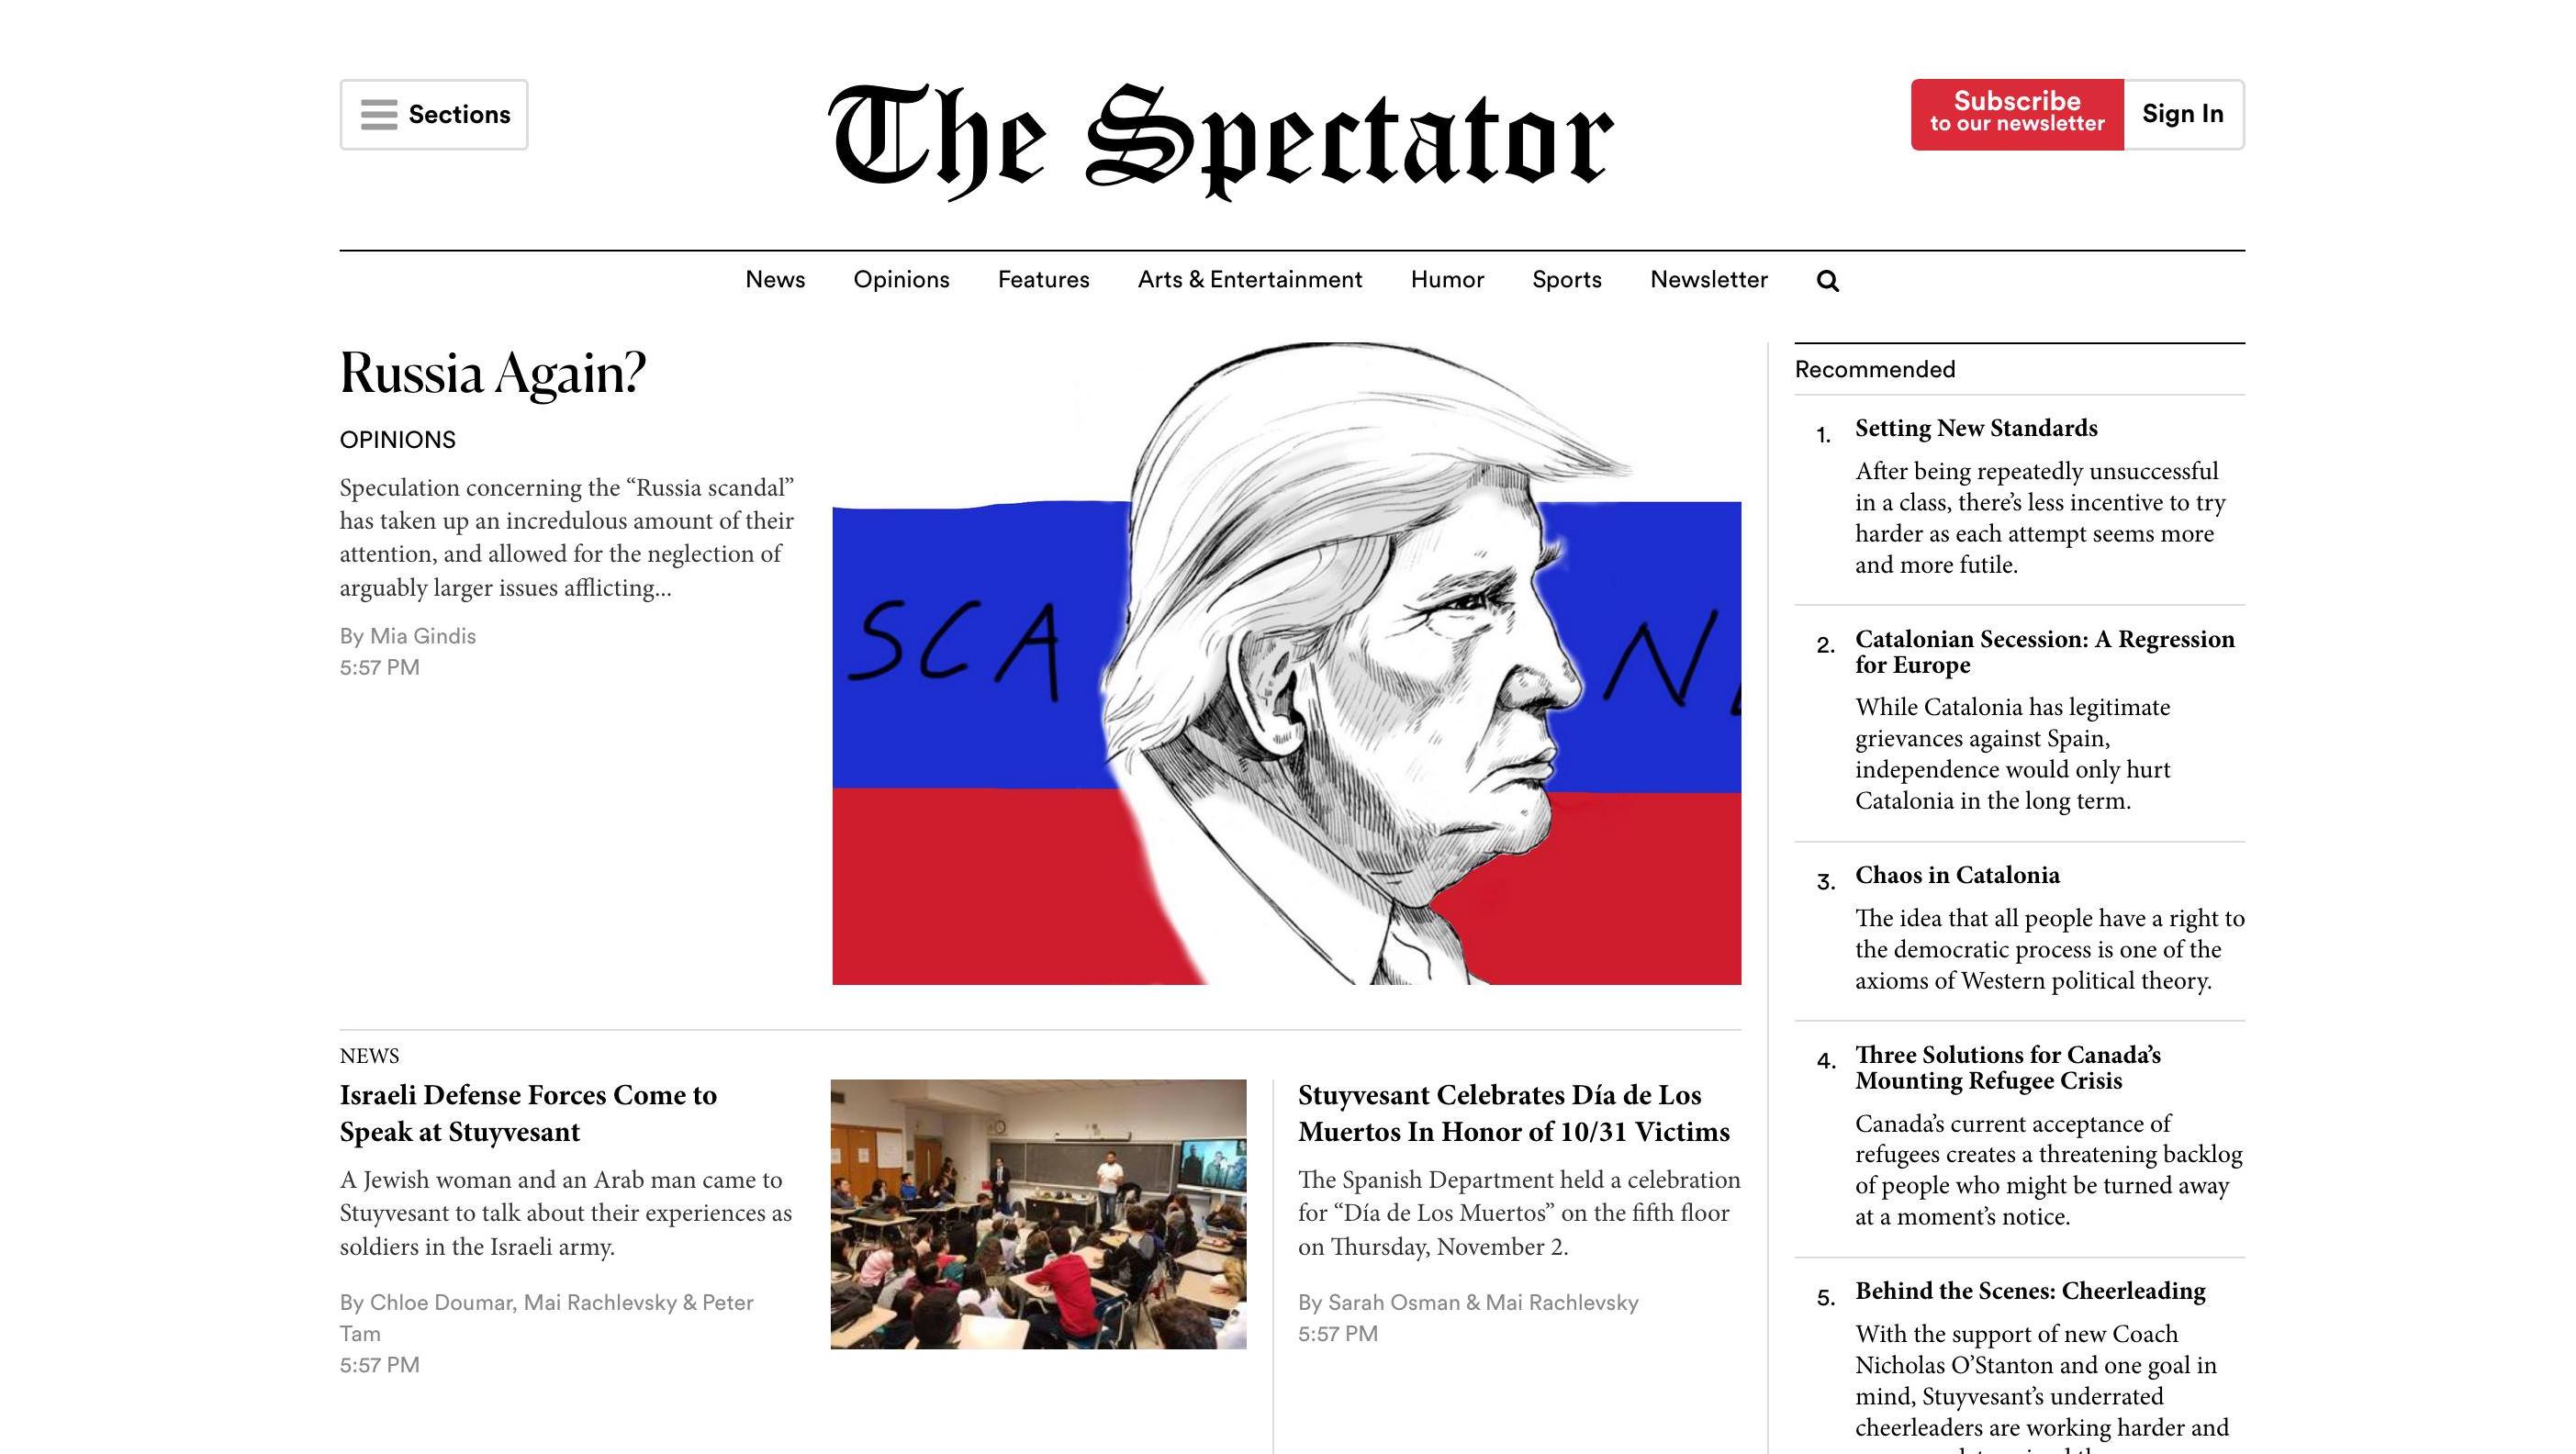 Sections
The Spectator
Subscribe
to our newsletter
Sign In
News Opinions Features Arts & Entertainment Humor Sports Newsletter
Russia Again?
OPINIONS
Speculation concerning the “Russia scandal”
has taken up an incredulous amount of their
attention, and allowed for the neglection of
arguably larger issues afflicting...
By Mia Gindis
5:57 PM
SCA N
NEWS
Israeli Defense Forces Come to
Speak at Stuyvesant
A Jewish woman and an Arab man came to
Stuyvesant to talk about their experiences as
soldiers in the Israeli army.
By Chloe Doumar, Mai Rachlevsky & Peter
Tam
5:57 PM
Stuyvesant Celebrates Día de Los
Muertos In Honor of 10/31 Victims
The Spanish Department held a celebration
for “Día de Los Muertos” on the fifth floor
on Thursday, November 2.
By Sarah Osman & Mai Rachlevsky
5:57 PM
Recommended
1. Setting New Standards
After being repeatedly unsuccessful
in a class, there’s less incentive to try
harder as each attempt seems more
and more futile.
2. Catalonian Secession: A Regression
for Europe
While Catalonia has legitimate
grievances against Spain,
independence would only hurt
Catalonia in the long term.
3. Chaos in Catalonia
The idea that all people have a right to
the democratic process is one of the
axioms of Western political theory.
4. Three Solutions for Canada’s
Mounting Refugee Crisis
Canada’s current acceptance of
refugees creates a threatening backlog
of people who might be turned away
at a moment’s notice.
5. Behind the Scenes: Cheerleading
With the support of new Coach
Nicholas O’Stanton and one goal in
mind, Stuyvesant’s underrated
cheerleaders are working harder and